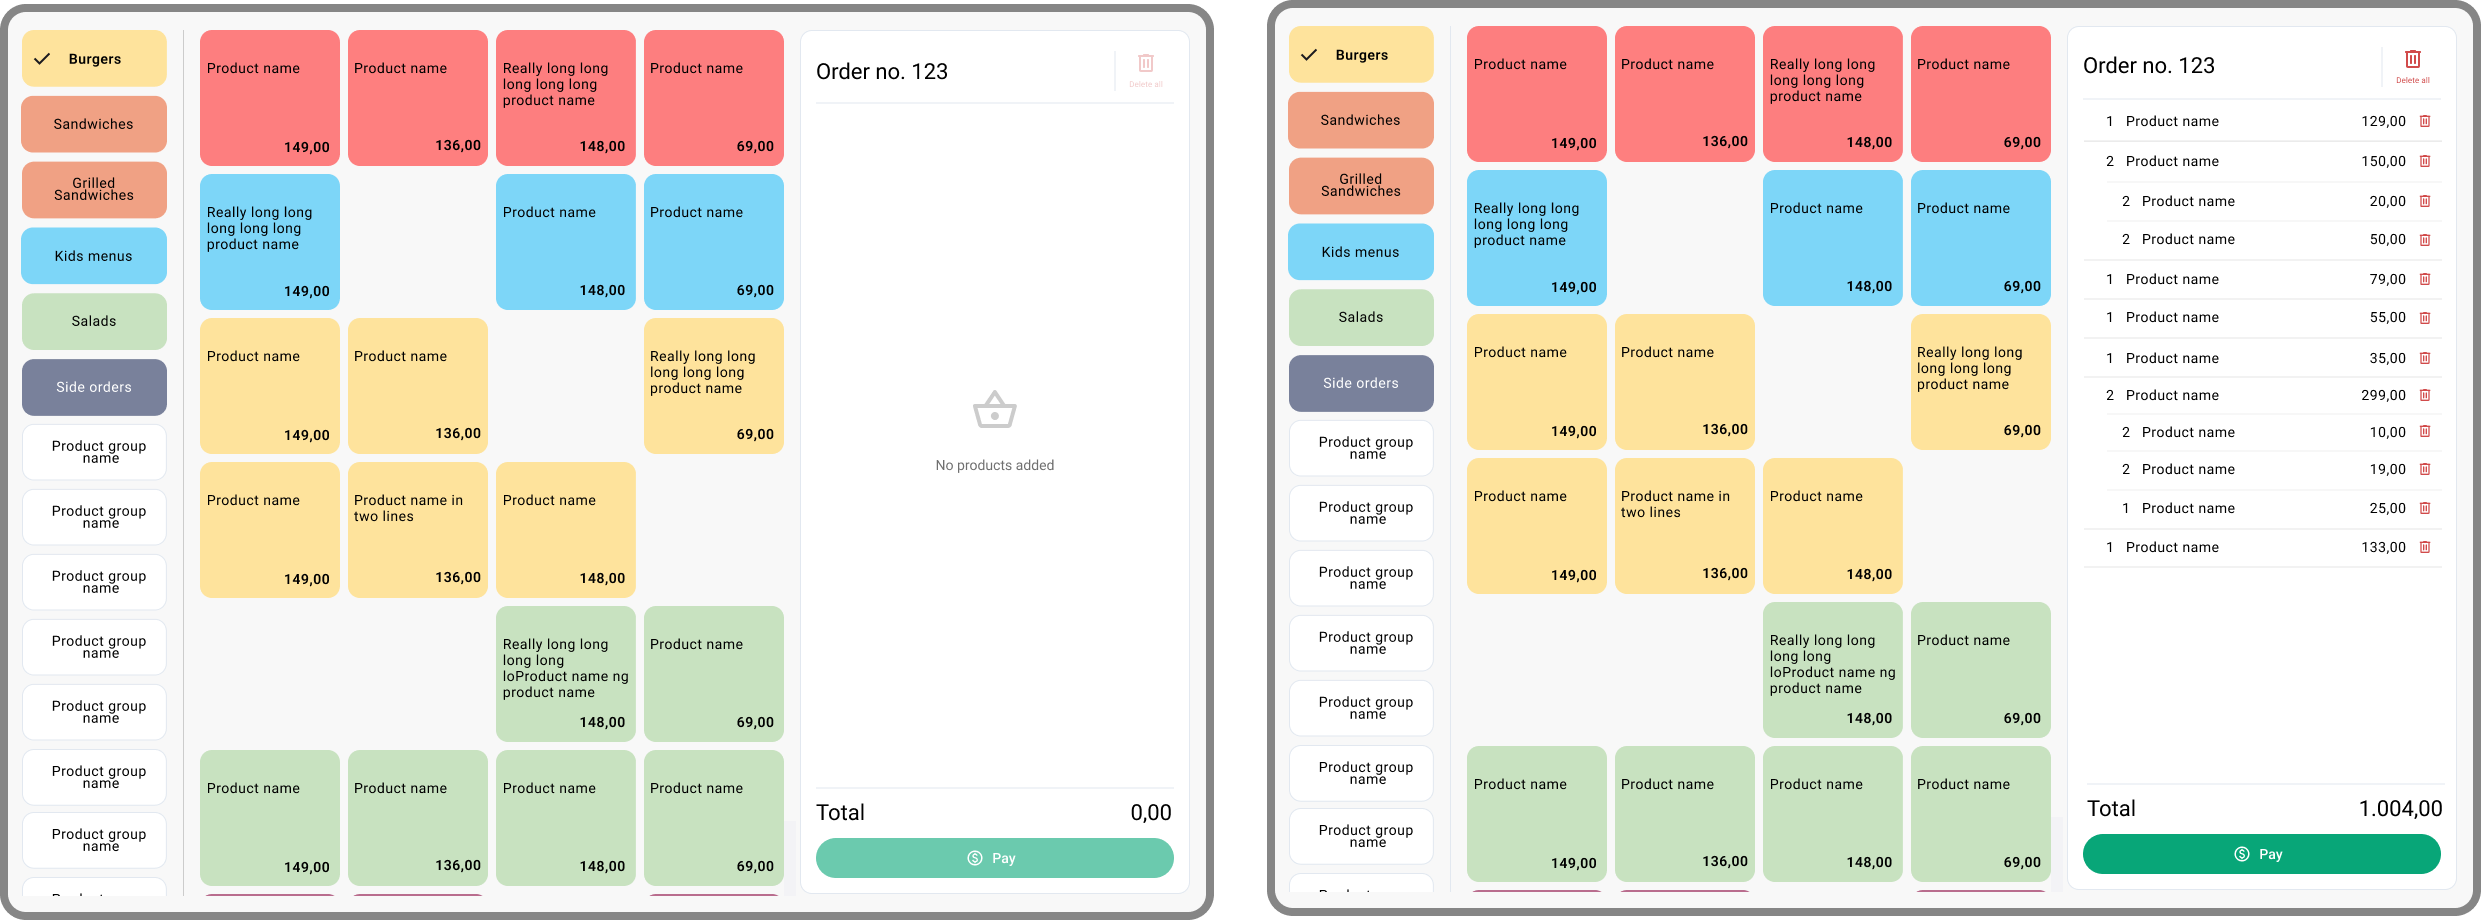 Burgers
Sandwiches
Grilled
Sandwiches
Kids menus
Salads
Side orders
Product group
name
Product group
name
Product group
name
Product group
name
Product group
name
Product group
name
Product group
name
Product name
149,00
Product name
136,00
Really long long
long long long
product name
148,00
Product name
69,00
Really long long
long long long
product name
149,00
Product name
148,00
Product name
69,00
Product name
149,00
Product name
136,00
Really long long
long long long
product name
69,00
Product name
149,00
Product name in
two lines
136,00
Product name
148,00
Really long long
long long
loProduct name ng
product name
148,00
Product name
69,00
Product name
149,00
Product name
136,00
Product name
148,00
Product name
69,00
Order no. 123
Delete all
No products added
Total 0,00
Pay
Burgers
Sandwiches
Grilled
Sandwiches
Kids menus
Salads
Side orders
Product group
name
Product group
name
Product group
name
Product group
name
Product group
name
Product group
name
Product group
name
Product name
149,00
Product name
136,00
Really long long
long long long
product name
148,00
Product name
69,00
Really long long
long long long
product name
149,00
Product name
148,00
Product name
69,00
Product name
149,00
Product name
136,00
Really long long
long long long
product name
69,00
Product name
149,00
Product name in
two lines
136,00
Product name
148,00
Really long long
long long
loProduct name ng
product name
148,00
Product name
69,00
Product name
149,00
Product name
136,00
Product name
148,00
Product name
69,00
Order no. 123
Delete all
1 Product name 129,00
2 Product name 150,00
2 Product name 20,00
2 Product name 50,00
1 Product name 79,00
1 Product name 55,00
1 Product name 35,00
2 Product name 299,00
2 Product name 10,00
2 Product name 19,00
1 Product name 25,00
1 Product name 133,00
Total 1.004,00
Pay